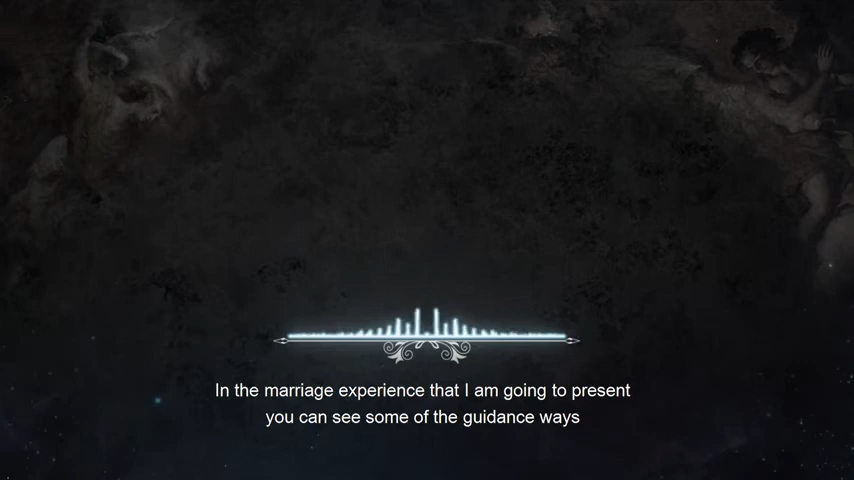 In the marriage experience that I am going to present
you can see some of the guidance ways